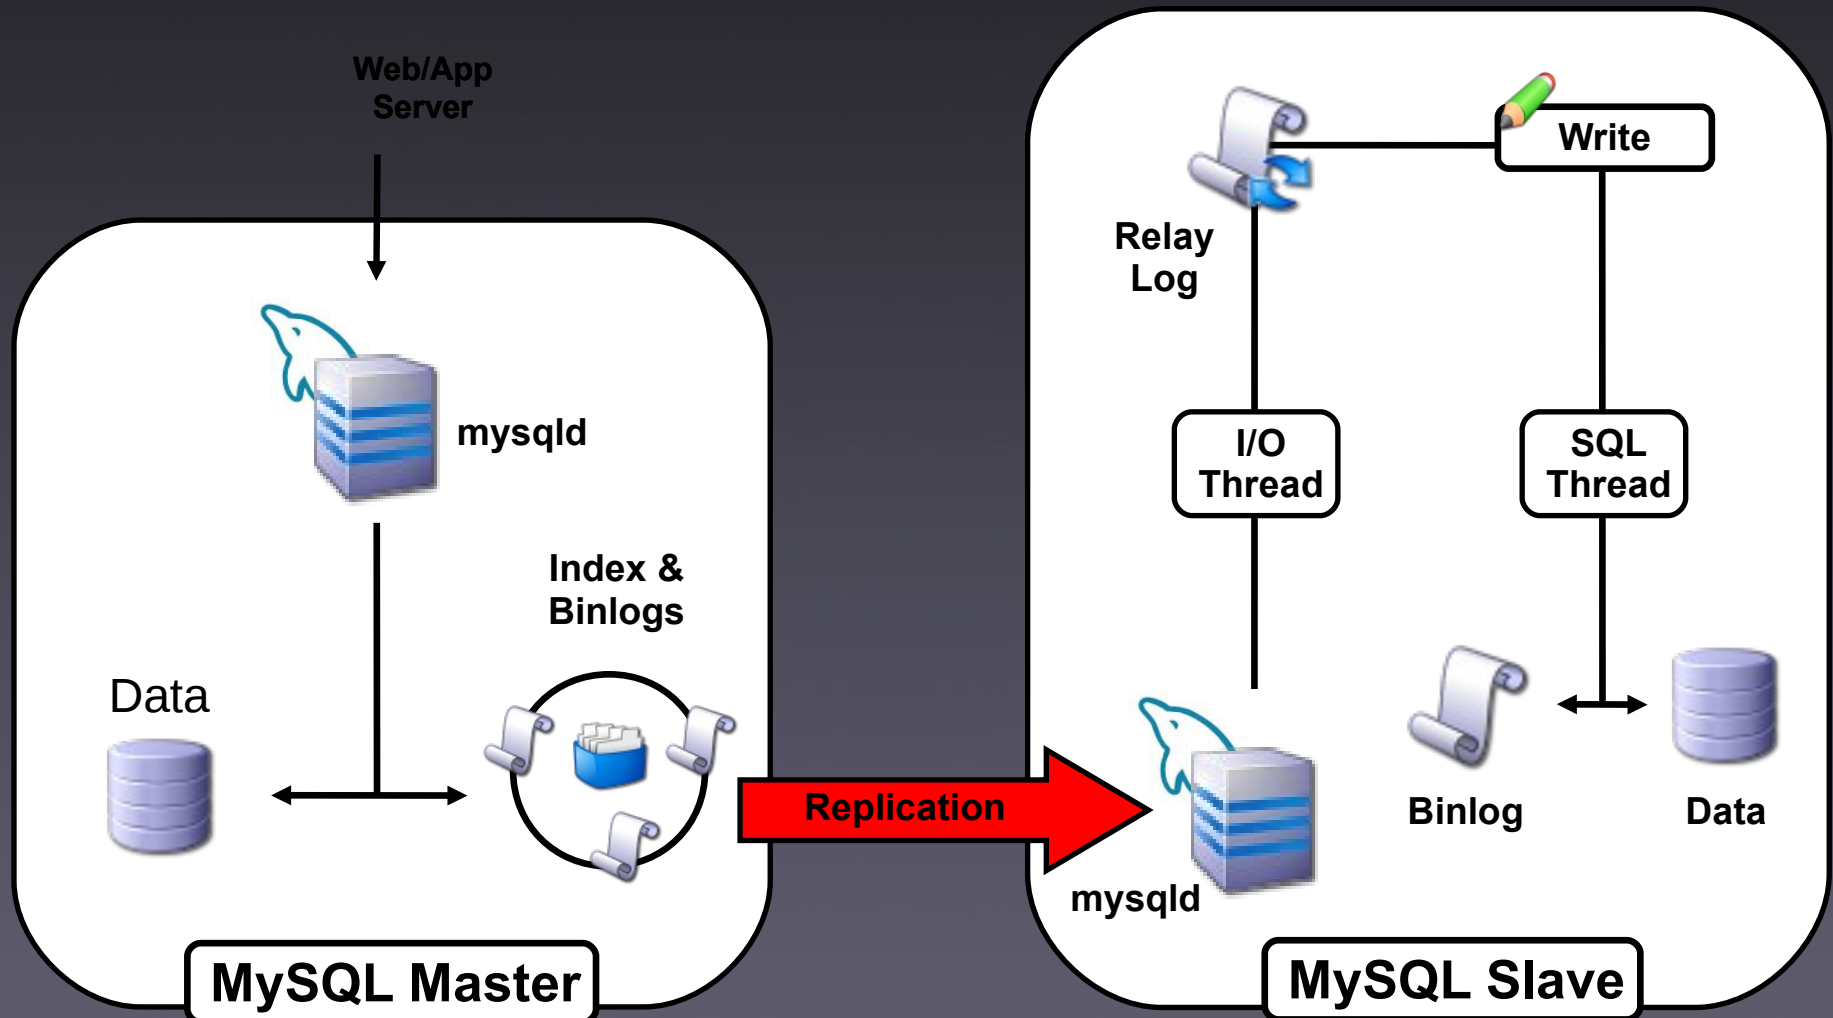 Web/App
Server
mysqld
Index &
Binlogs
Data
MySQL Master
Replication
Write
Relay
Log
I/O
Thread
SQL
Thread
Binlog
Data
mysqld
MySQL Slave